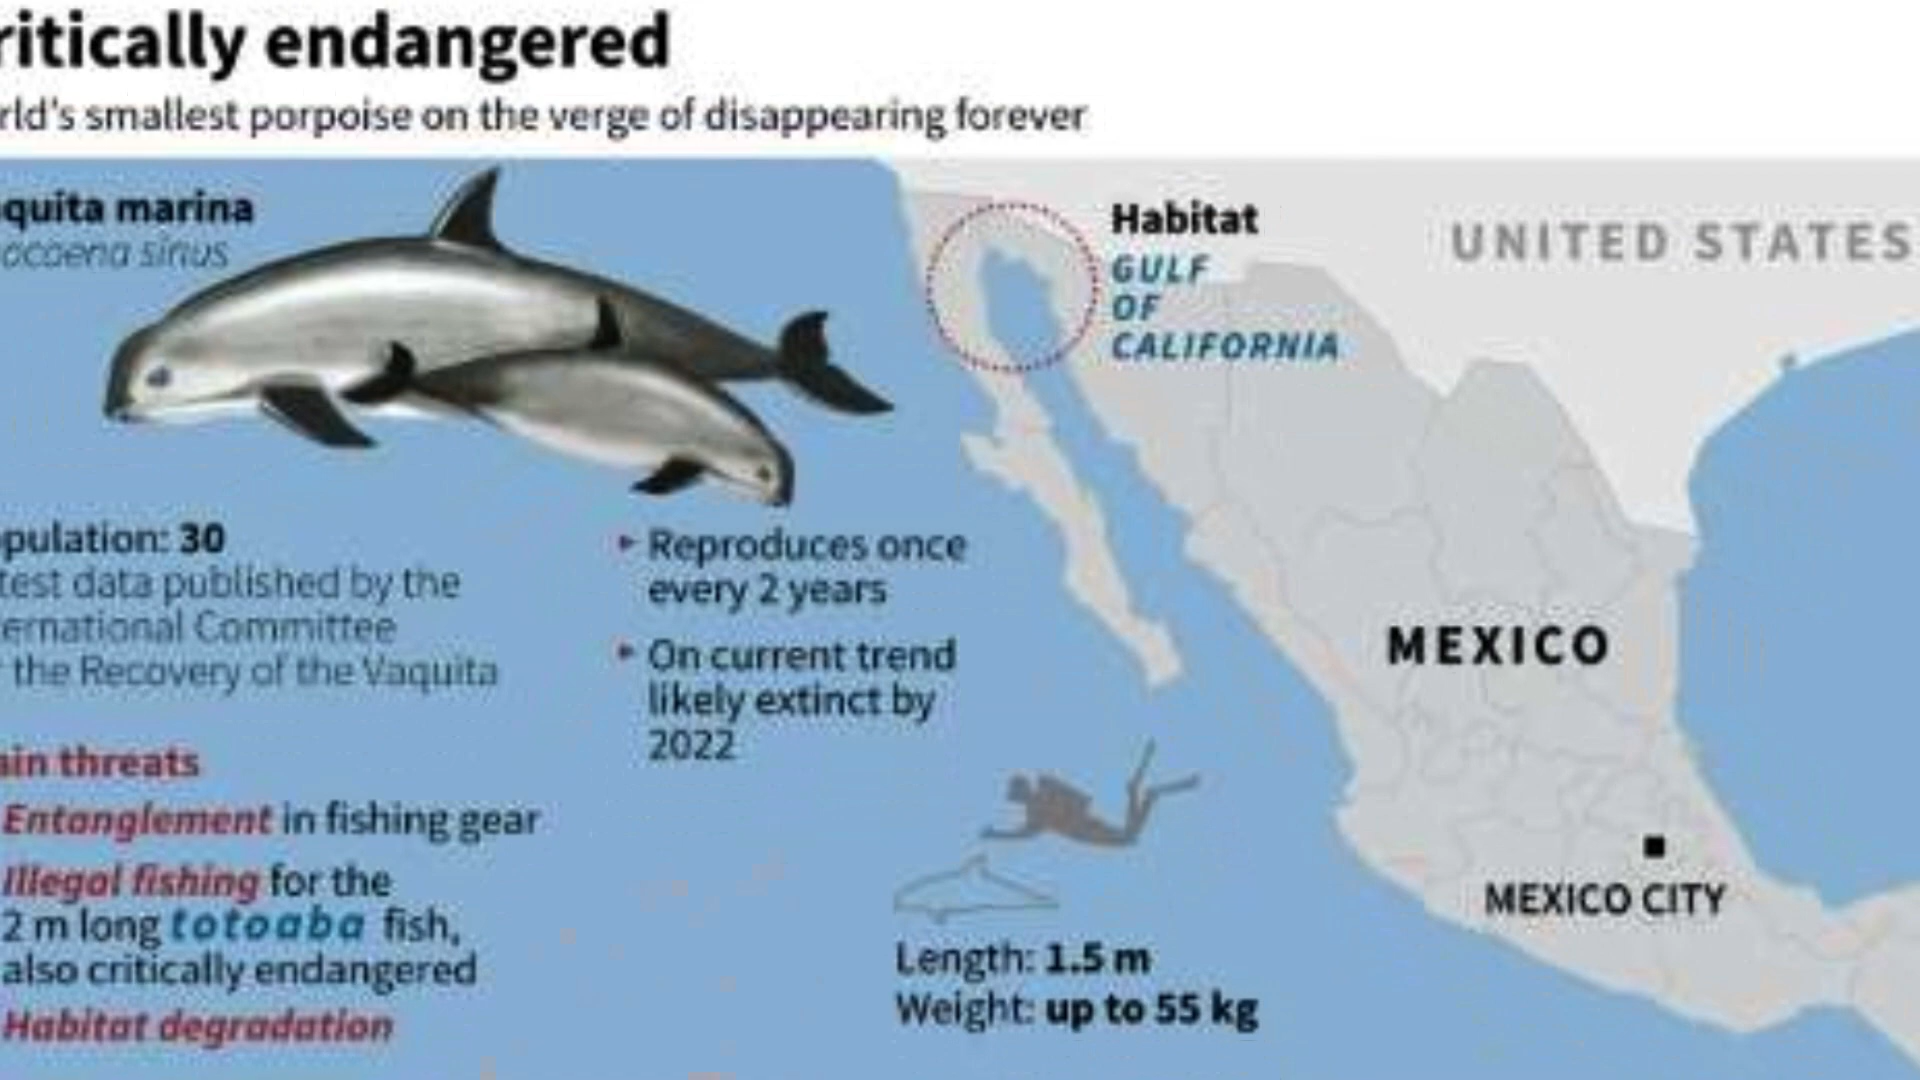 ritically endangered
rld's smallest porpoise on the verge of disappearing forever
quita marina
ocoena sinus
Habitat
GULF
OF
CALIFORNIA
UNITED STATES
pulation: 30
test data published by the
ernational Committee
the Recovery of the Vaquita
Reproduces once
every 2 years
On current trend
likely extinct by
2022
ain threats
Entanglement in fishing gear
Illegal fishing for the
2 m long totoaba fish,
also critically endangered
Habitat degradation
Length: 1.5 m
Weight: up to 55 kg
MEXICO
MEXICO CITY